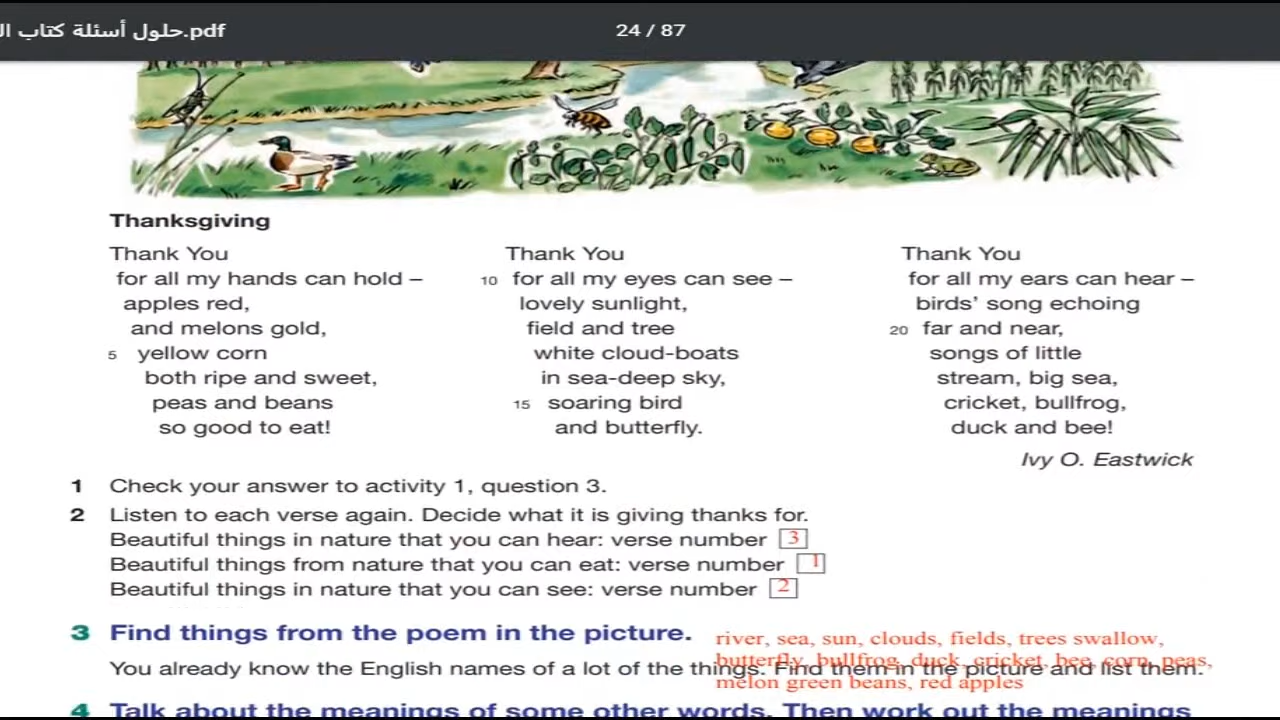 حلول أسئلة كتاب ال.pdf
24 / 87
Thanksgiving
Thank You
for all my hands can hold –
apples red,
and melons gold,
5 yellow corn
both ripe and sweet,
peas and beans
so good to eat!
Thank You
10 for all my eyes can see –
lovely sunlight,
field and tree
white cloud-boats
in sea-deep sky,
15 soaring bird
and butterfly.
Thank You
for all my ears can hear –
birds’ song echoing
20 far and near,
songs of little
stream, big sea,
cricket, bullfrog,
duck and bee!
Ivy O. Eastwick
1 Check your answer to activity 1, question 3.
2 Listen to each verse again. Decide what it is giving thanks for.
Beautiful things in nature that you can hear: verse number 3
Beautiful things from nature that you can eat: verse number 1
Beautiful things in nature that you can see: verse number 2
3 Find things from the poem in the picture.
river, sea, sun, clouds, fields, trees swallow,
butterfly, bullfrog, duck, cricket, bee, corn, peas,
You already know the English names of a lot of the things. Find them in the picture and list them.
melon green beans, red apples
4 Talk about the meanings of some other words. Then work out the meanings